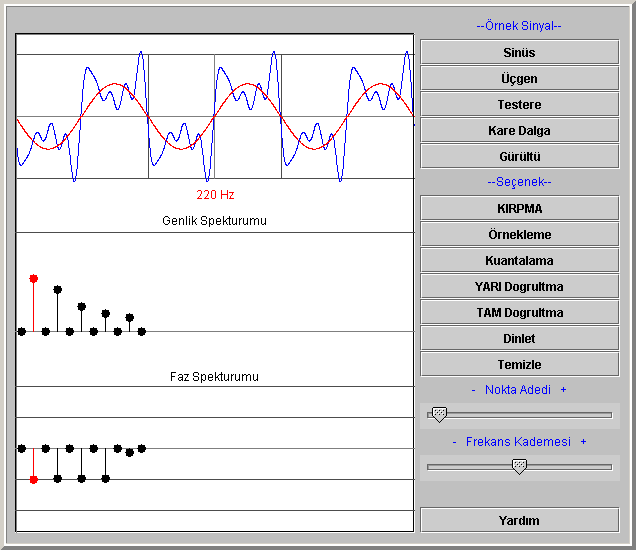 --Örnek Sinyal--
Sinüs
Üçgen
Testere
Kare Dalga
Gürültü
--Seçenek--
KIRPMA
Örnekleme
Kuantalama
YARI Dogrultma
TAM Dogrultma
Dinlet
Temizle
- Nokta Adedi +
- Frekans Kademesi +
Yardım
220 Hz
Genlik Spekturumu
Faz Spekturumu